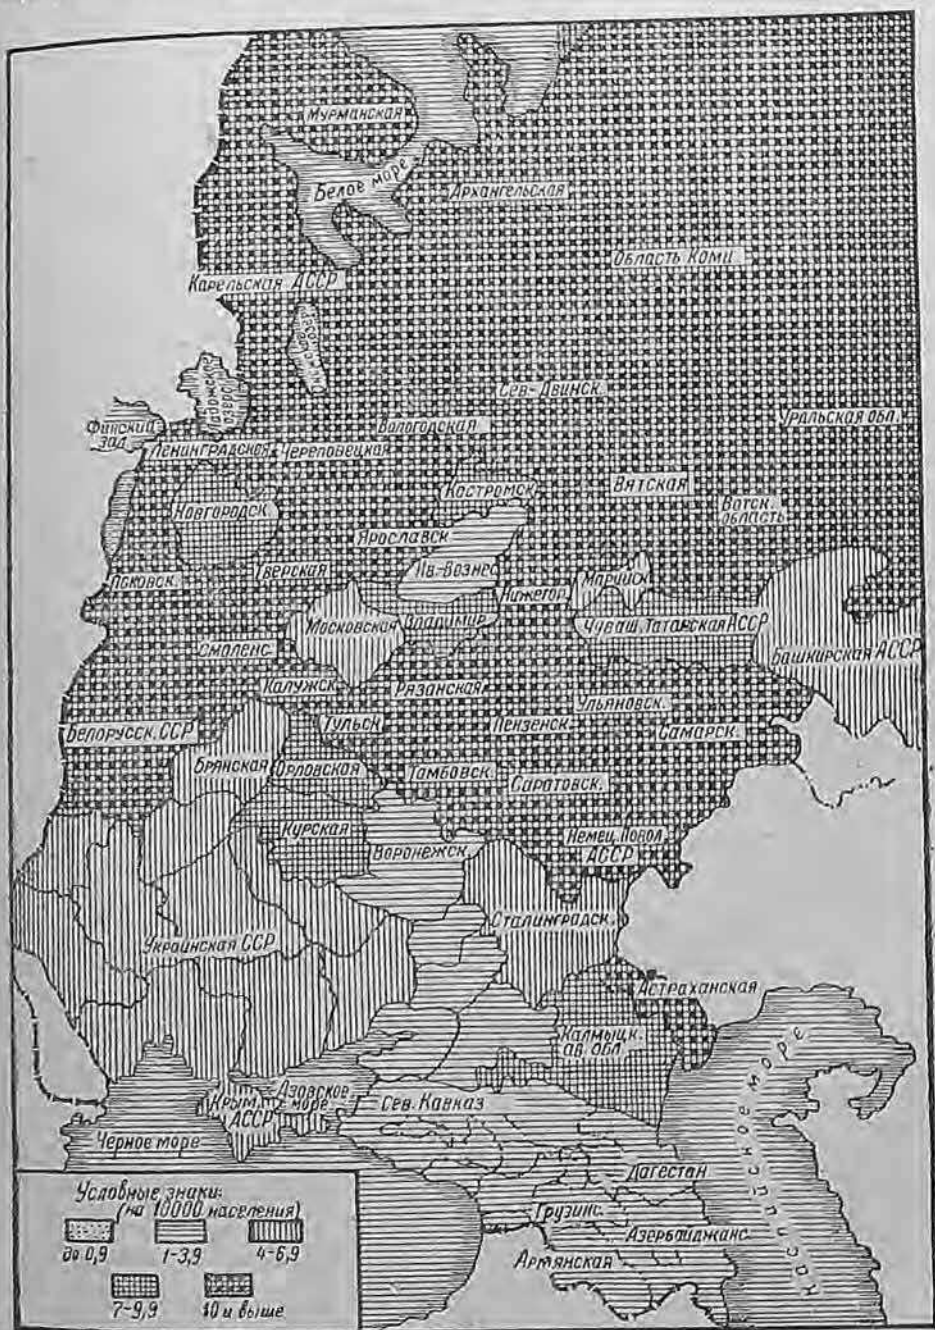 Мурманская
Белое море
Архангельская
Область Коми
Карельская АССР
Ладожское озеро
Сев.-Двинск.
Уральская обл.
Финский
зал.
Вологодская
Ленинградская
Череповецкая
Костромск.
Вятская
Вотск.
область
Новгородск.
Ярославск.
Псковск.
Тверская
Ив.-Вознес.
Нижегор.
Марийск.
Московская
Владимир.
Чуваш. Татарская АССР
Смоленс.
Башкирская АССР
Калужск.
Рязанская
Ульяновск.
Белорусск. ССР
Тульск.
Пензенск.
Самарск.
Брянская
Орловская
Тамбовск.
Саратовск.
Курская
Воронежск.
Немец. Повол.
АССР
Сталинградск.
Украинская ССР
Астраханская
Калмыцк.
ав. обл.
Крым.
АССР
Азовское
море
Сев. Кавказ
Черное море
Каспийское море
Дагестан
Грузинс.
Азербайджанс.
Армянская
Условные знаки:
(на 10000 населения)
до 0,9
1-3,9
4-6,9
7-9,9
10 и выше